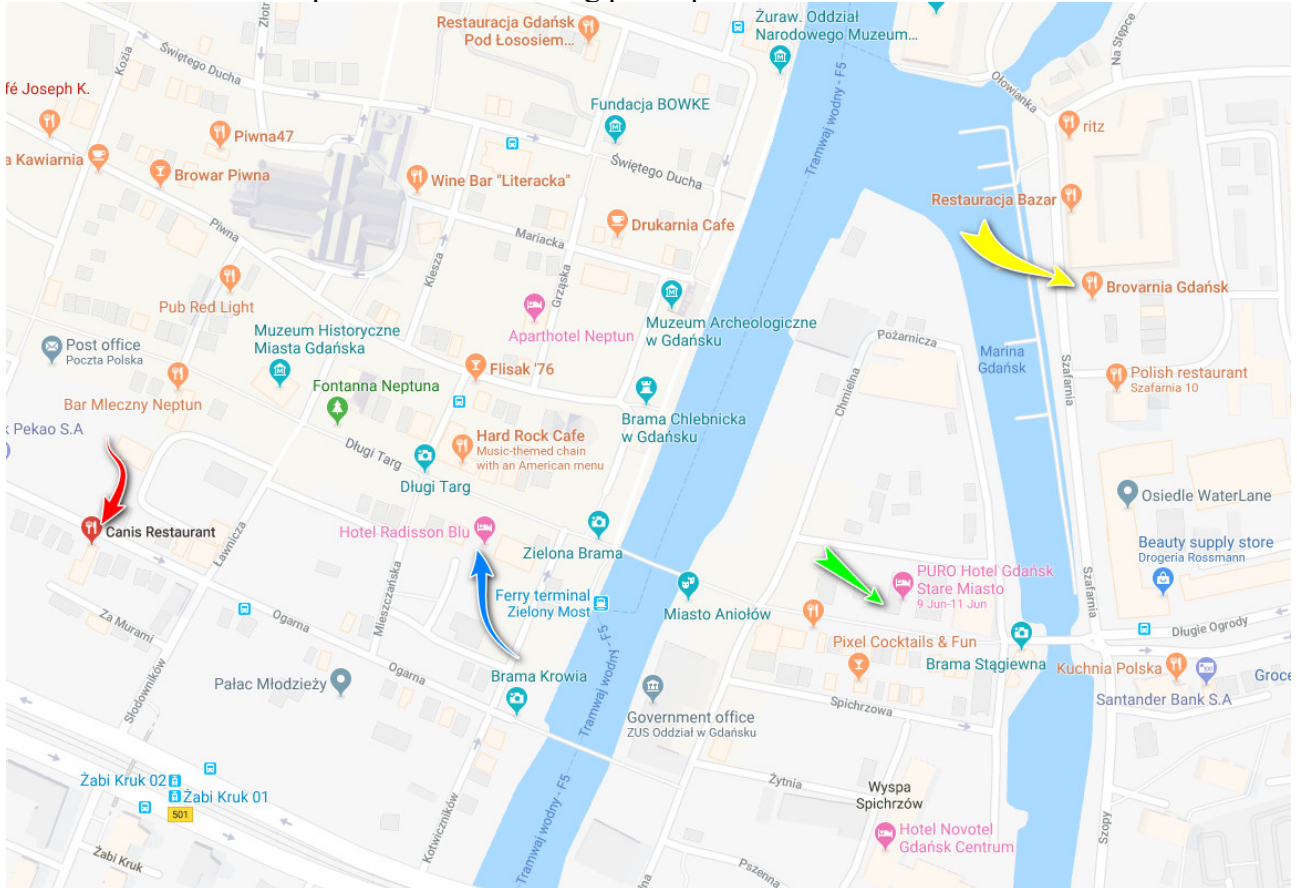 Restauracja Gdańsk
Pod Łososiem...
Żuraw. Oddział
Narodowego Muzeum...
Kozia
Świętego Ducha
Ołowianka
Na Stępce
Tramwaj wodny - F5
fé Joseph K.
Piwna47
Fundacja BOWKE
ritz
a Kawiarnia
Browar Piwna
Wine Bar "Literacka"
Świętego Ducha
Restauracja Bazar
Drukarnia Cafe
Piwna
Mariacka
Klesza
Grząska
Brovarnia Gdańsk
Pub Red Light
Muzeum Historyczne
Miasta Gdańska
Aparthotel Neptun
Muzeum Archeologiczne
w Gdańsku
Pożarnicza
Marina
Gdańsk
Szafarnia
Post office
Poczta Polska
Flisak '76
Polish restaurant
Szafarnia 10
Fontanna Neptuna
Bar Mleczny Neptun
Chmielna
Brama Chlebnicka
w Gdańsku
k Pekao S.A
Hard Rock Cafe
Music-themed chain
with an American menu
Długi Targ
Długi Targ
Osiedle WaterLane
Canis Restaurant
Ławnicza
Hotel Radisson Blu
Zielona Brama
Beauty supply store
Drogeria Rossmann
PURO Hotel Gdańsk
Stare Miasto
9 Jun-11 Jun
Szafarnia
Mieszczańska
Ferry terminal
Zielony Most
Miasto Aniołów
Za Murami
Ogarna
Długie Ogrody
Pixel Cocktails & Fun
Brama Stągiewna
Kuchnia Polska
Ogarna
Tramwaj wodny - F5
Groce
Słodowników
Pałac Młodzieży
Brama Krowia
Santander Bank S.A
Spichrzowa
Government office
ZUS Oddział w Gdańsku
Żabi Kruk 02
Żabi Kruk 01
501
Żytnia
Wyspa
Spichrzów
Kotwiczników
Tramwaj wodny - F5
Hotel Novotel
Gdańsk Centrum
Szopy
Żabi Kruk
Pszenna